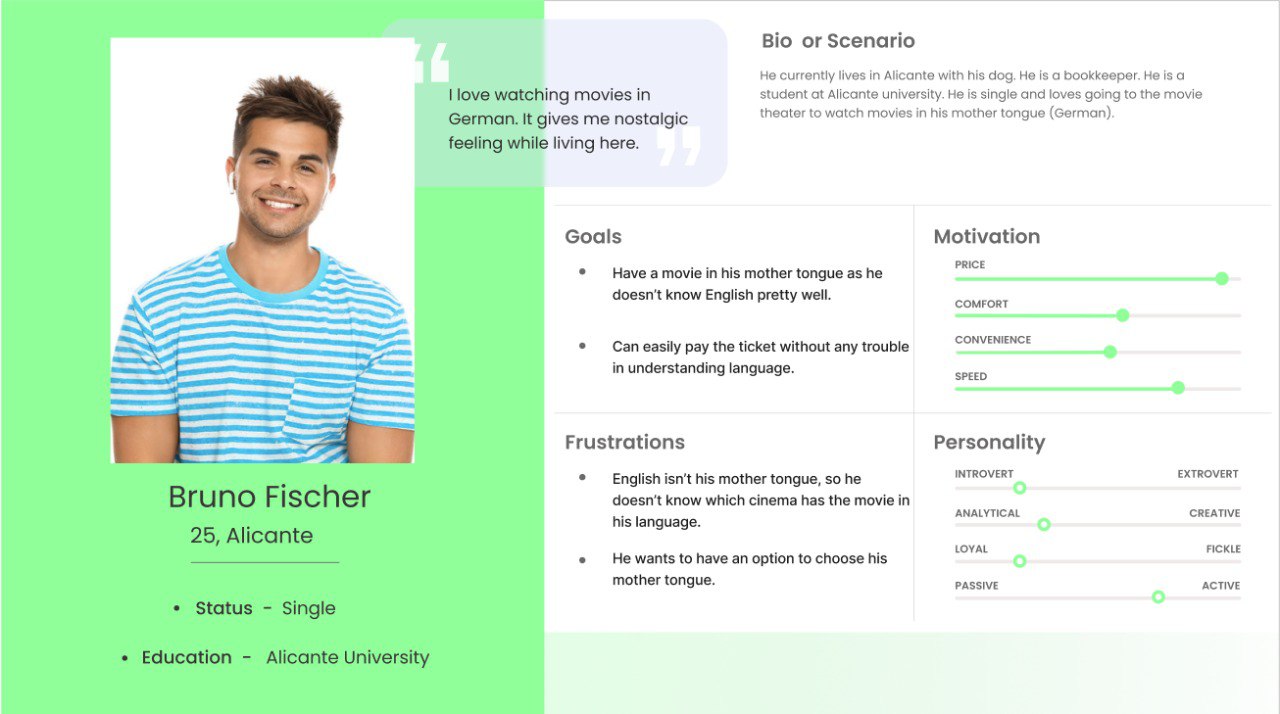 “
I love watching movies in
German. It gives me nostalgic
feeling while living here.
”
Bruno Fischer
25, Alicante
• Status - Single
• Education - Alicante University
Bio or Scenario
He currently lives in Alicante with his dog. He is a bookkeeper. He is a
student at Alicante university. He is single and loves going to the movie
theater to watch movies in his mother tongue (German).
Goals
• Have a movie in his mother tongue as he
doesn’t know English pretty well.
• Can easily pay the ticket without any trouble
in understanding language.
Motivation
PRICE
COMFORT
CONVENIENCE
SPEED
Frustrations
• English isn’t his mother tongue, so he
doesn’t know which cinema has the movie in
his language.
• He wants to have an option to choose his
mother tongue.
Personality
INTROVERT EXTROVERT
ANALYTICAL CREATIVE
LOYAL FICKLE
PASSIVE ACTIVE